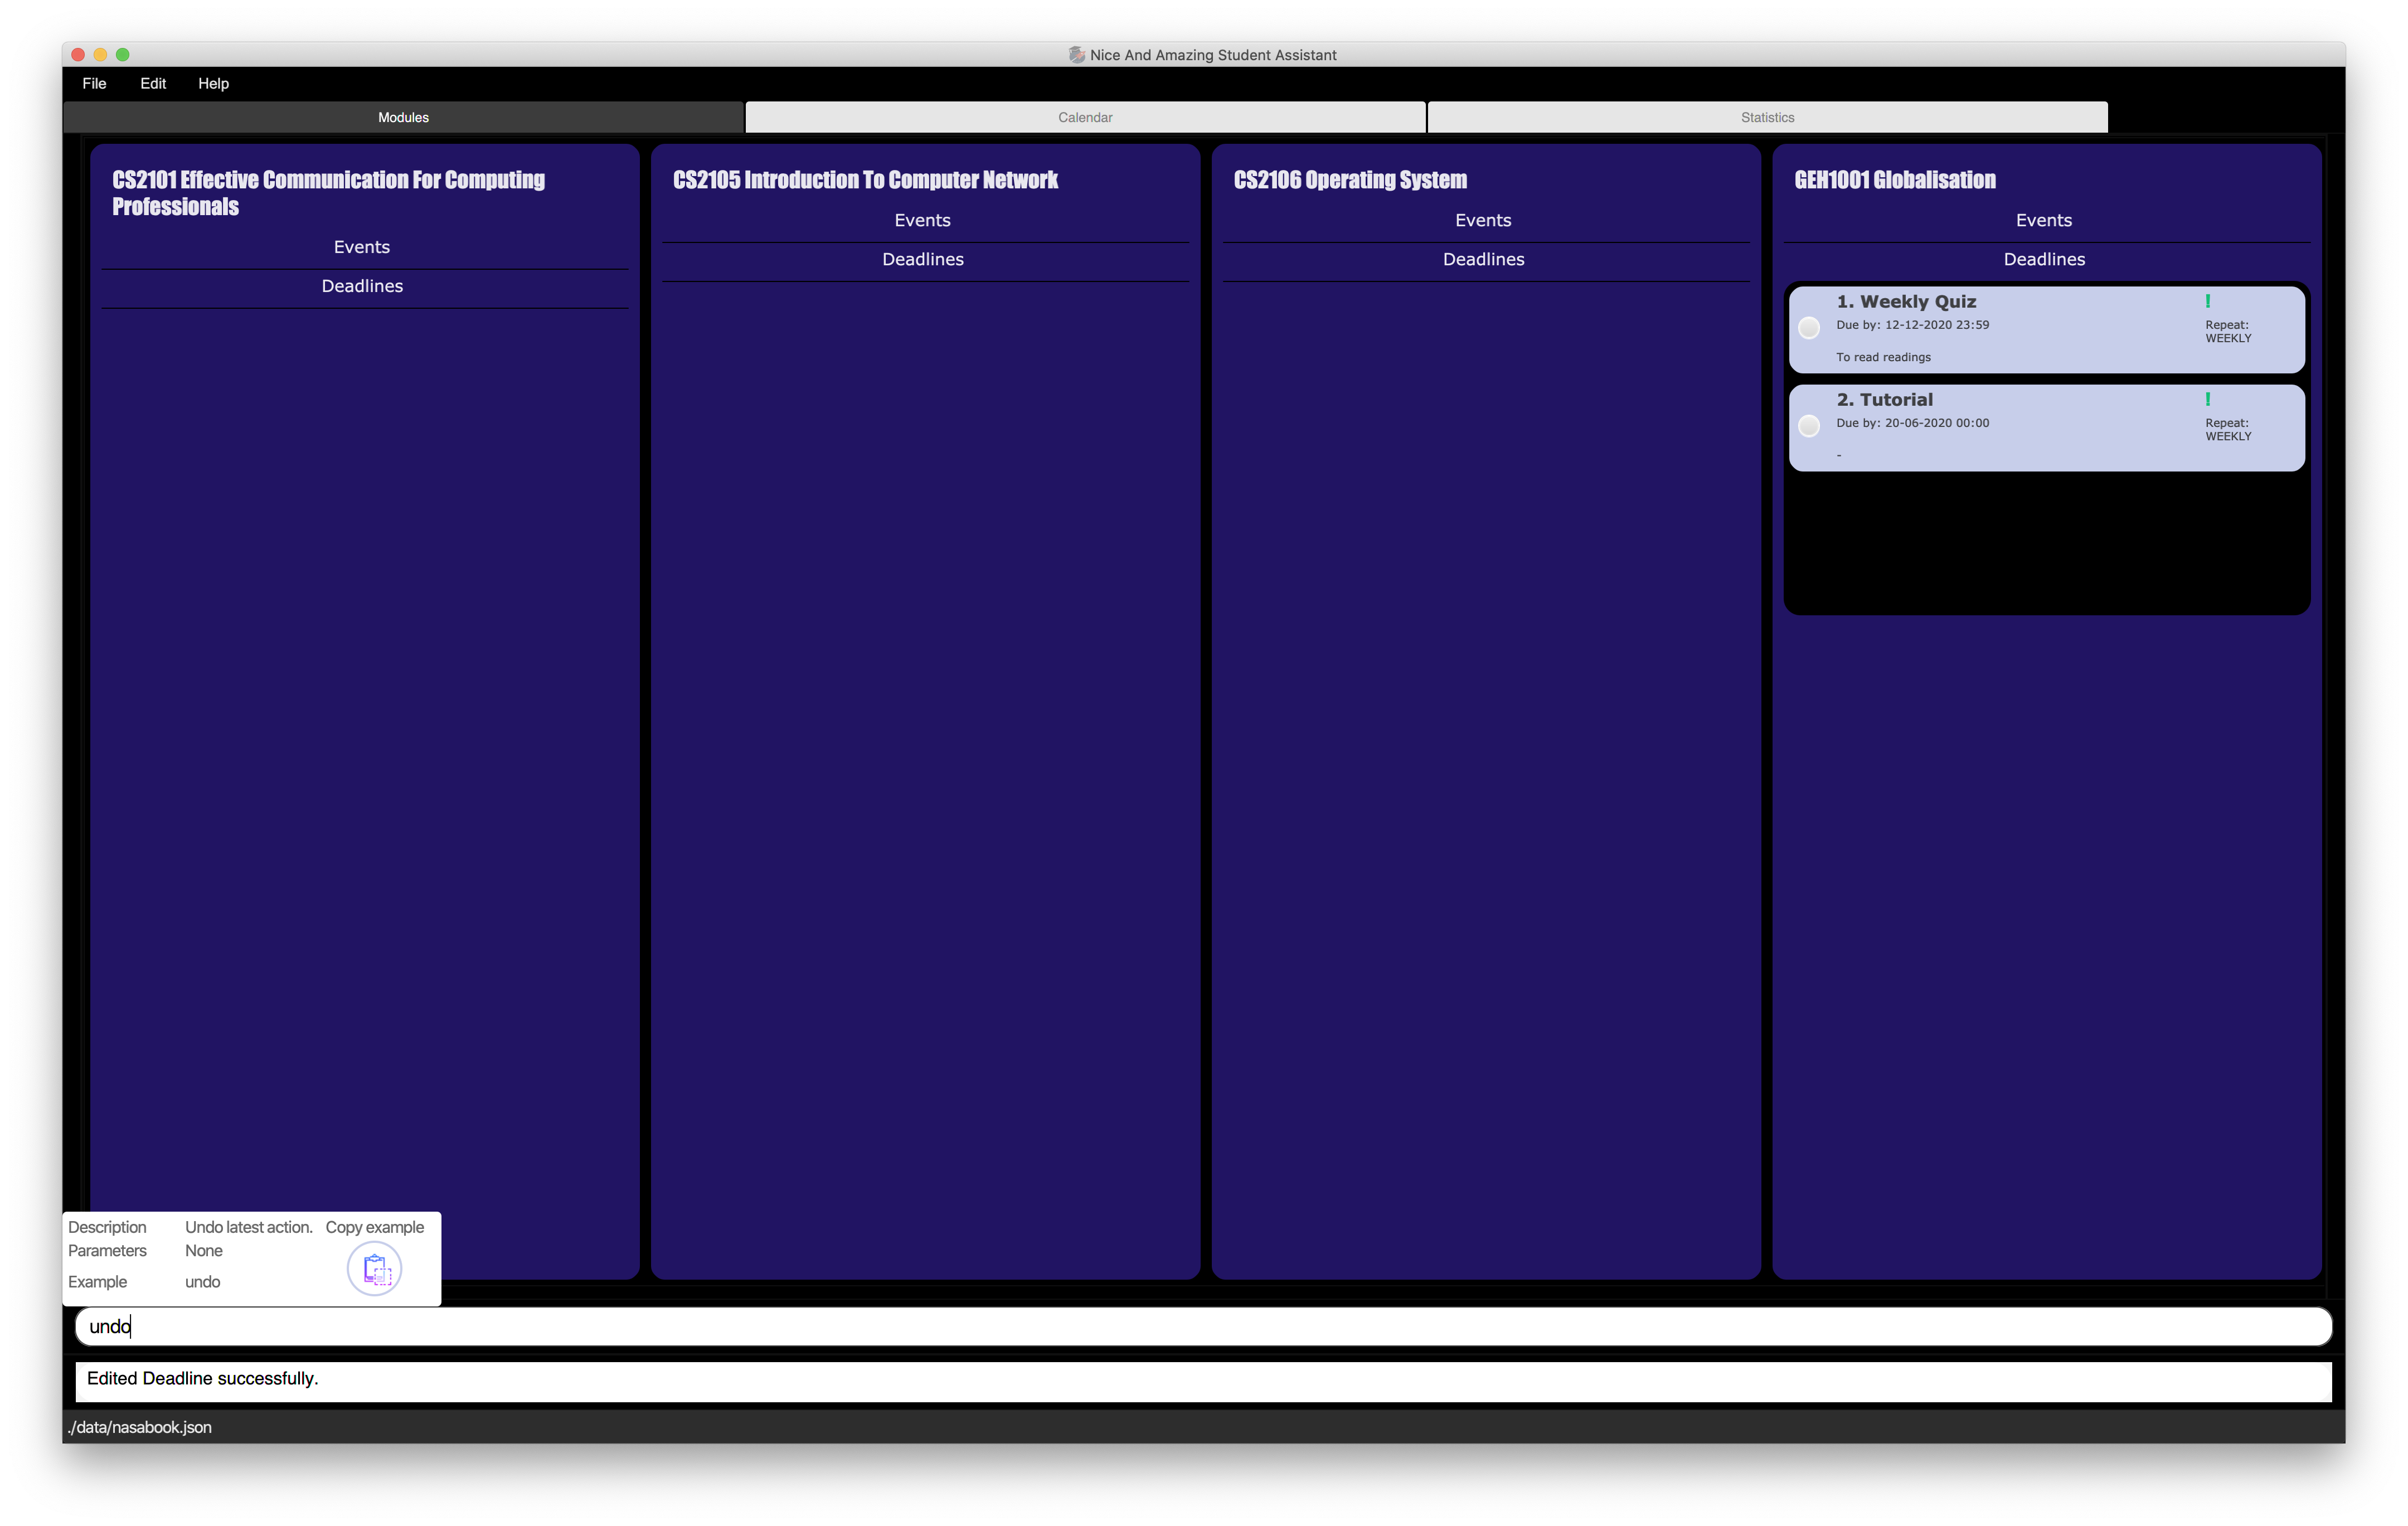 Nice And Amazing Student Assistant
File Edit Help
Modules Calendar Statistics
CS2101 Effective Communication For Computing
Professionals
Events
Deadlines
CS2105 Introduction To Computer Network
Events
Deadlines
CS2106 Operating System
Events
Deadlines
GEH1001 Globalisation
Events
Deadlines
1. Weekly Quiz !
Due by: 12-12-2020 23:59 Repeat:
WEEKLY
To read readings
2. Tutorial !
Due by: 20-06-2020 00:00 Repeat:
WEEKLY
-
Description Undo latest action. Copy example
Parameters None
Example undo
undo
Edited Deadline successfully.
./data/nasabook.json